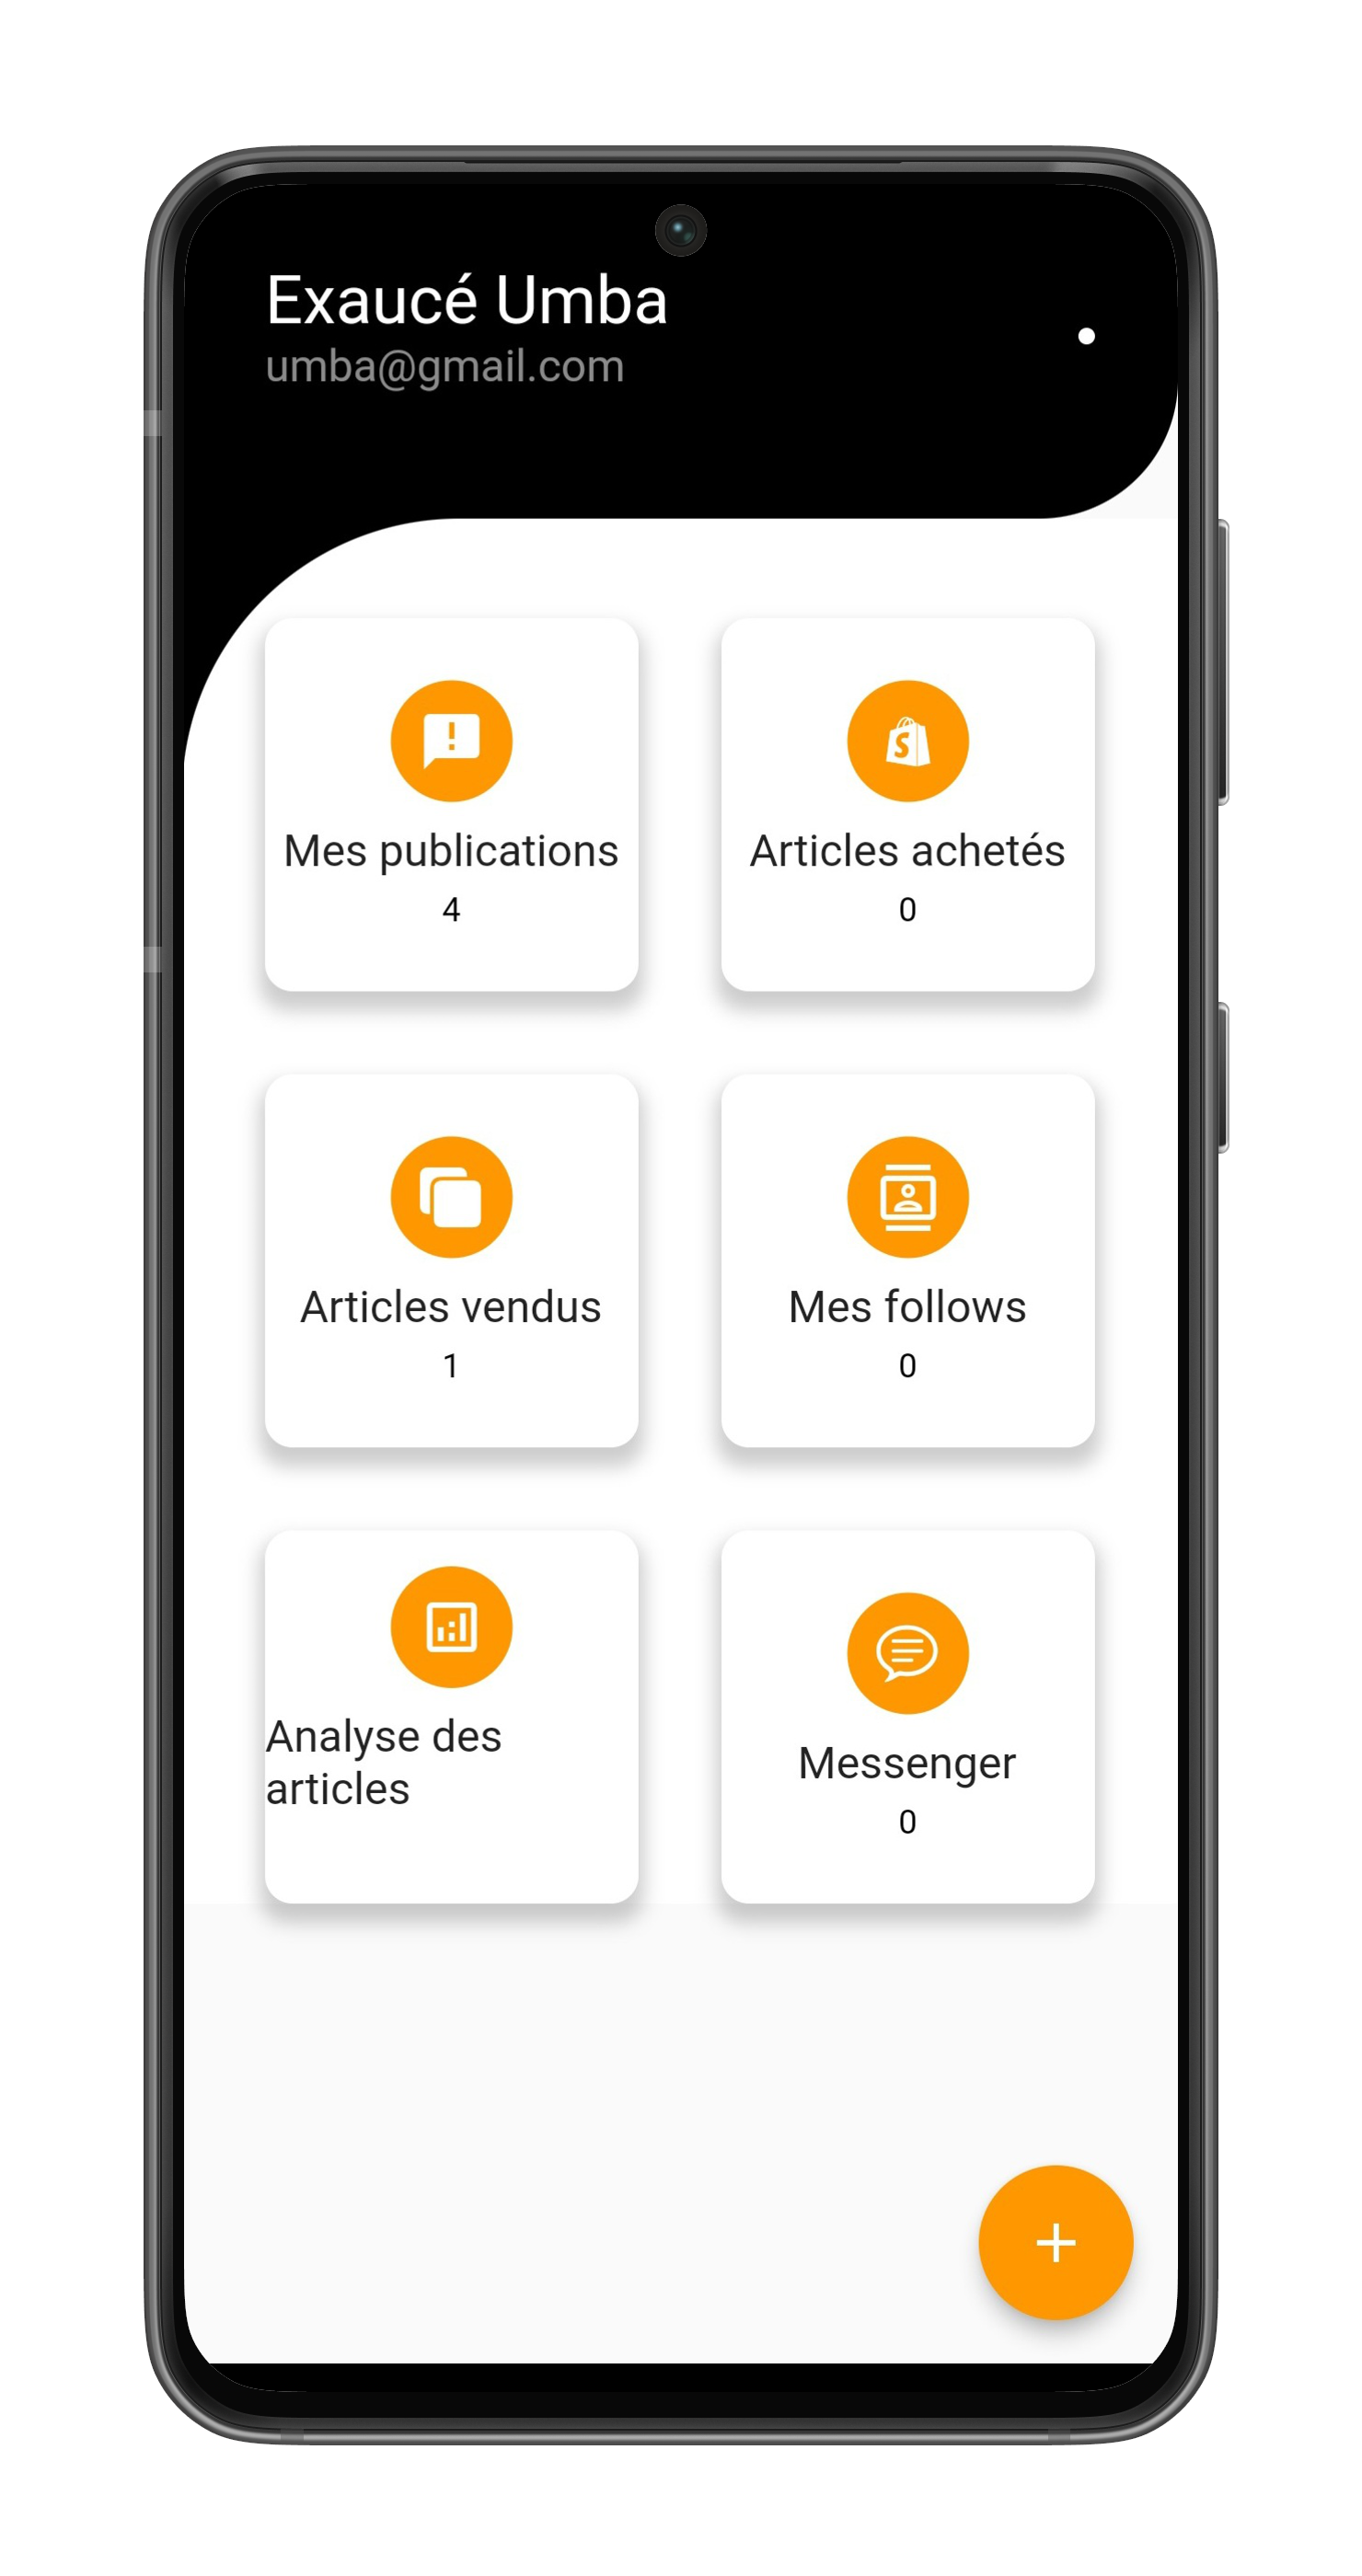 Exaucé Umba
umba@gmail.com
Mes publications
4
Articles achetés
0
Articles vendus
1
Mes follows
0
Analyse des
articles
Messenger
0